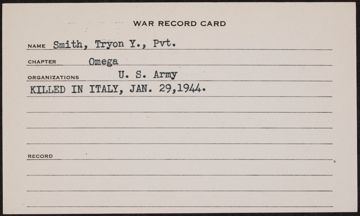 WAR RECORD CARD
NAME Smith, Tryon Y., Pvt.
CHAPTER Omega
ORGANIZATIONS U. S. Army
KILLED IN ITALY, JAN. 29,1944.
RECORD